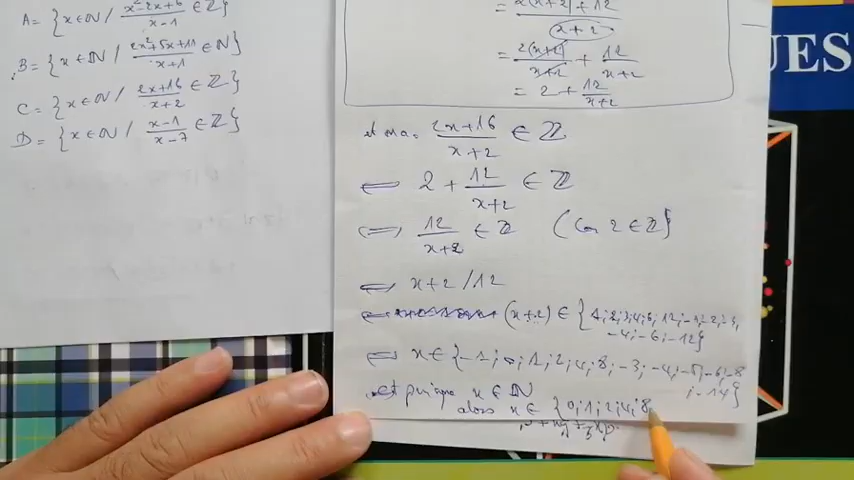 A = {x ∈ N / x²-2x+6 / x-1 ∈ Z}
B = {x ∈ N / 2x²+5x+11 / x+1 ∈ N}
C = {x ∈ N / 2x+16 / x+2 ∈ Z}
D = {x ∈ N / x-1 / x-7 ∈ Z}
= 2(x+2)+12 / x+2
= 2(x+2) / x+2 + 12 / x+2
= 2 + 12 / x+2
et on a: 2x+16 / x+2 ∈ Z
⟺ 2 + 12 / x+2 ∈ Z
⟺ 12 / x+2 ∈ Z (Car 2 ∈ Z)
⟺ x+2 / 12
⟺ (x+2) ∈ {1; 2; 3; 4; 6; 12; -1; -2; -3;
-4; -6; -12}
⟺ x ∈ {-1; 0; 1; 2; 4; 8; -3; -4; -5; -6; -8
; -14}
et puisque x ∈ N
alors x ∈ {0; 1; 2; 4; 8
UES